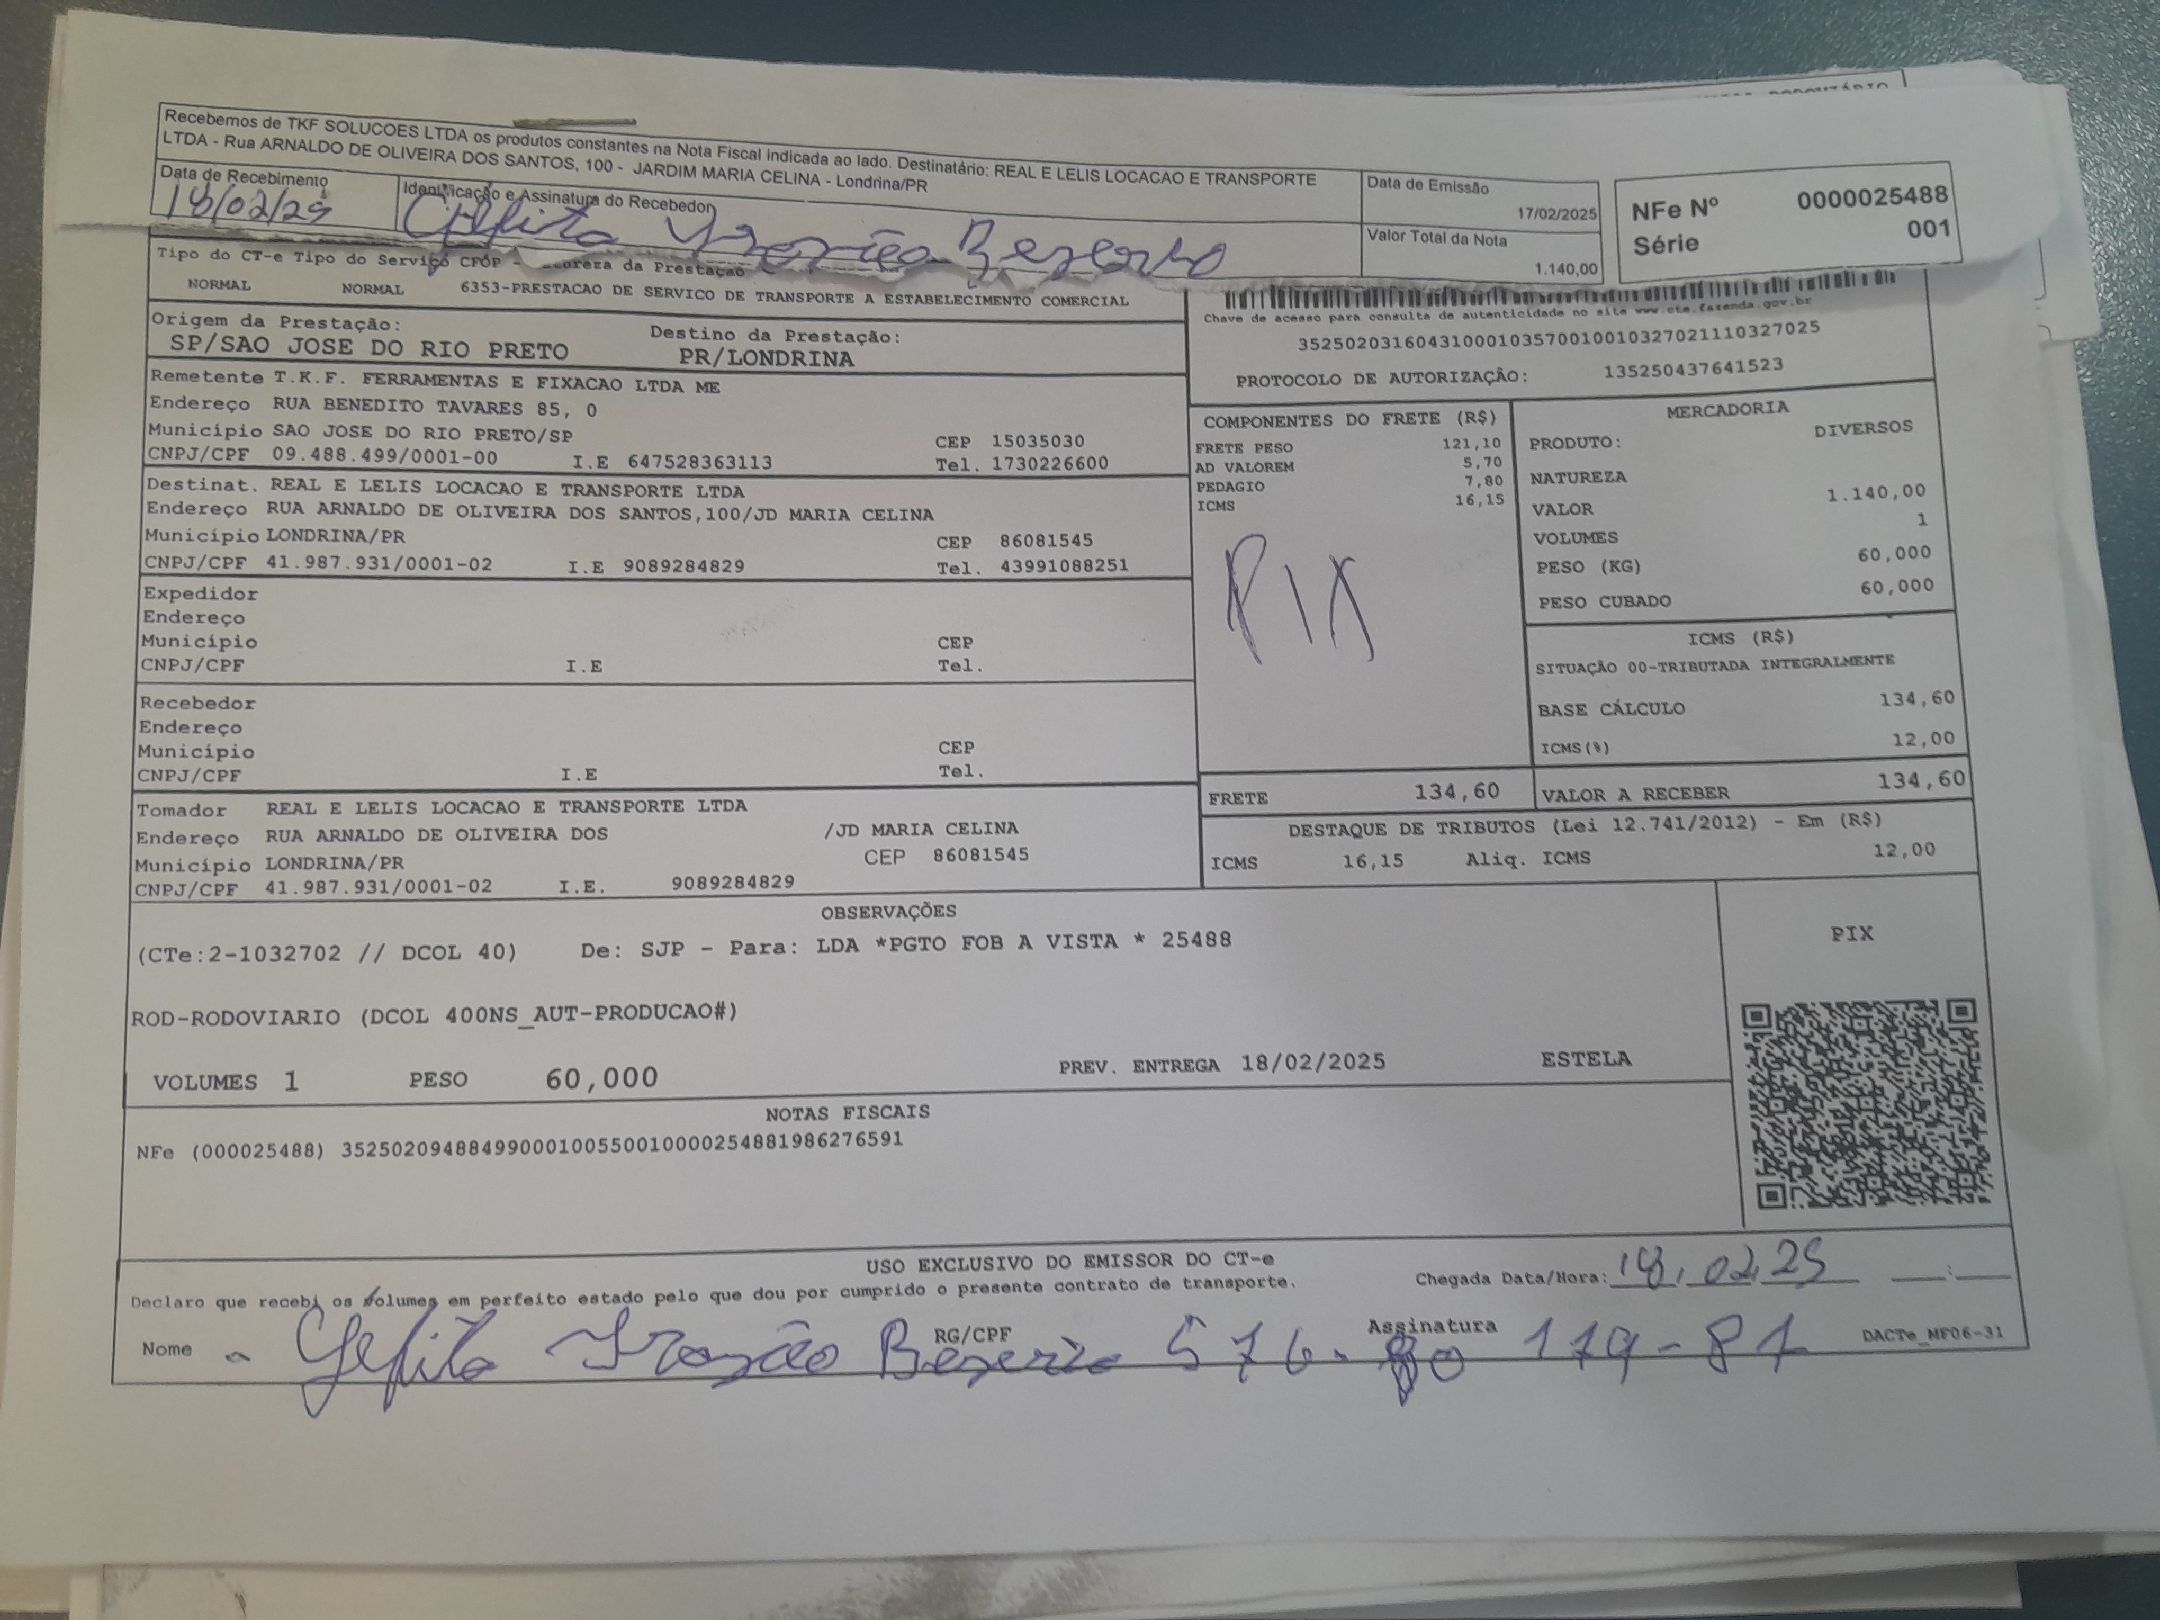 Recebemos de TKF SOLUCOES LTDA os produtos constantes na Nota Fiscal indicada ao lado. Destinatário: REAL E LELIS LOCACAO E TRANSPORTE
LTDA - Rua ARNALDO DE OLIVEIRA DOS SANTOS, 100 - JARDIM MARIA CELINA - Londrina/PR
Data de Recebimento
18/02/25
Identificação e Assinatura do Recebedor
Data de Emissão
17/02/2025
Valor Total da Nota
1.140,00
NFe Nº 0000025488
Série 001
Tipo do CT-e Tipo do Serviço CFOP - da Prestação
NORMAL NORMAL 6353-PRESTACAO DE SERVICO DE TRANSPORTE A ESTABELECIMENTO COMERCIAL
Chave de acesso para consulta de autenticidade no site www.cte.fazenda.gov.br
35250203160431000103570010010327021110327025
PROTOCOLO DE AUTORIZAÇÃO: 135250437641523
Origem da Prestação: Destino da Prestação:
SP/SAO JOSE DO RIO PRETO PR/LONDRINA
Remetente T.K.F. FERRAMENTAS E FIXACAO LTDA ME
Endereço RUA BENEDITO TAVARES 85, 0
Município SAO JOSE DO RIO PRETO/SP CEP 15035030
CNPJ/CPF 09.488.499/0001-00 I.E 647528363113 Tel. 1730226600
Destinat. REAL E LELIS LOCACAO E TRANSPORTE LTDA
Endereço RUA ARNALDO DE OLIVEIRA DOS SANTOS,100/JD MARIA CELINA
Município LONDRINA/PR CEP 86081545
CNPJ/CPF 41.987.931/0001-02 I.E 9089284829 Tel. 43991088251
Expedidor
Endereço
Município CEP
CNPJ/CPF I.E Tel.
Recebedor
Endereço
Município CEP
CNPJ/CPF I.E Tel.
Tomador REAL E LELIS LOCACAO E TRANSPORTE LTDA
Endereço RUA ARNALDO DE OLIVEIRA DOS /JD MARIA CELINA
Município LONDRINA/PR CEP 86081545
CNPJ/CPF 41.987.931/0001-02 I.E. 9089284829
COMPONENTES DO FRETE (R$)
FRETE PESO 121,10
AD VALOREM 5,70
PEDAGIO 7,80
ICMS 16,15
PIX
MERCADORIA
PRODUTO: DIVERSOS
NATUREZA
VALOR 1.140,00
VOLUMES 1
PESO (KG) 60,000
PESO CUBADO 60,000
ICMS (R$)
SITUAÇÃO 00-TRIBUTADA INTEGRALMENTE
BASE CÁLCULO 134,60
ICMS(%) 12,00
FRETE 134,60 VALOR A RECEBER 134,60
DESTAQUE DE TRIBUTOS (Lei 12.741/2012) - Em (R$)
ICMS 16,15 Aliq. ICMS 12,00
OBSERVAÇÕES
(CTe:2-1032702 // DCOL 40) De: SJP - Para: LDA *PGTO FOB A VISTA * 25488
ROD-RODOVIARIO (DCOL 400NS_AUT-PRODUCAO#)
VOLUMES 1 PESO 60,000 PREV. ENTREGA 18/02/2025 ESTELA
PIX
NOTAS FISCAIS
NFe (000025488) 35250209488499000100550010000254881986276591
USO EXCLUSIVO DO EMISSOR DO CT-e
Declaro que recebi os volumes em perfeito estado pelo que dou por cumprido o presente contrato de transporte.
Chegada Data/Hora: 18.02.25 :
Nome RG/CPF Assinatura DACTe_MF06-31